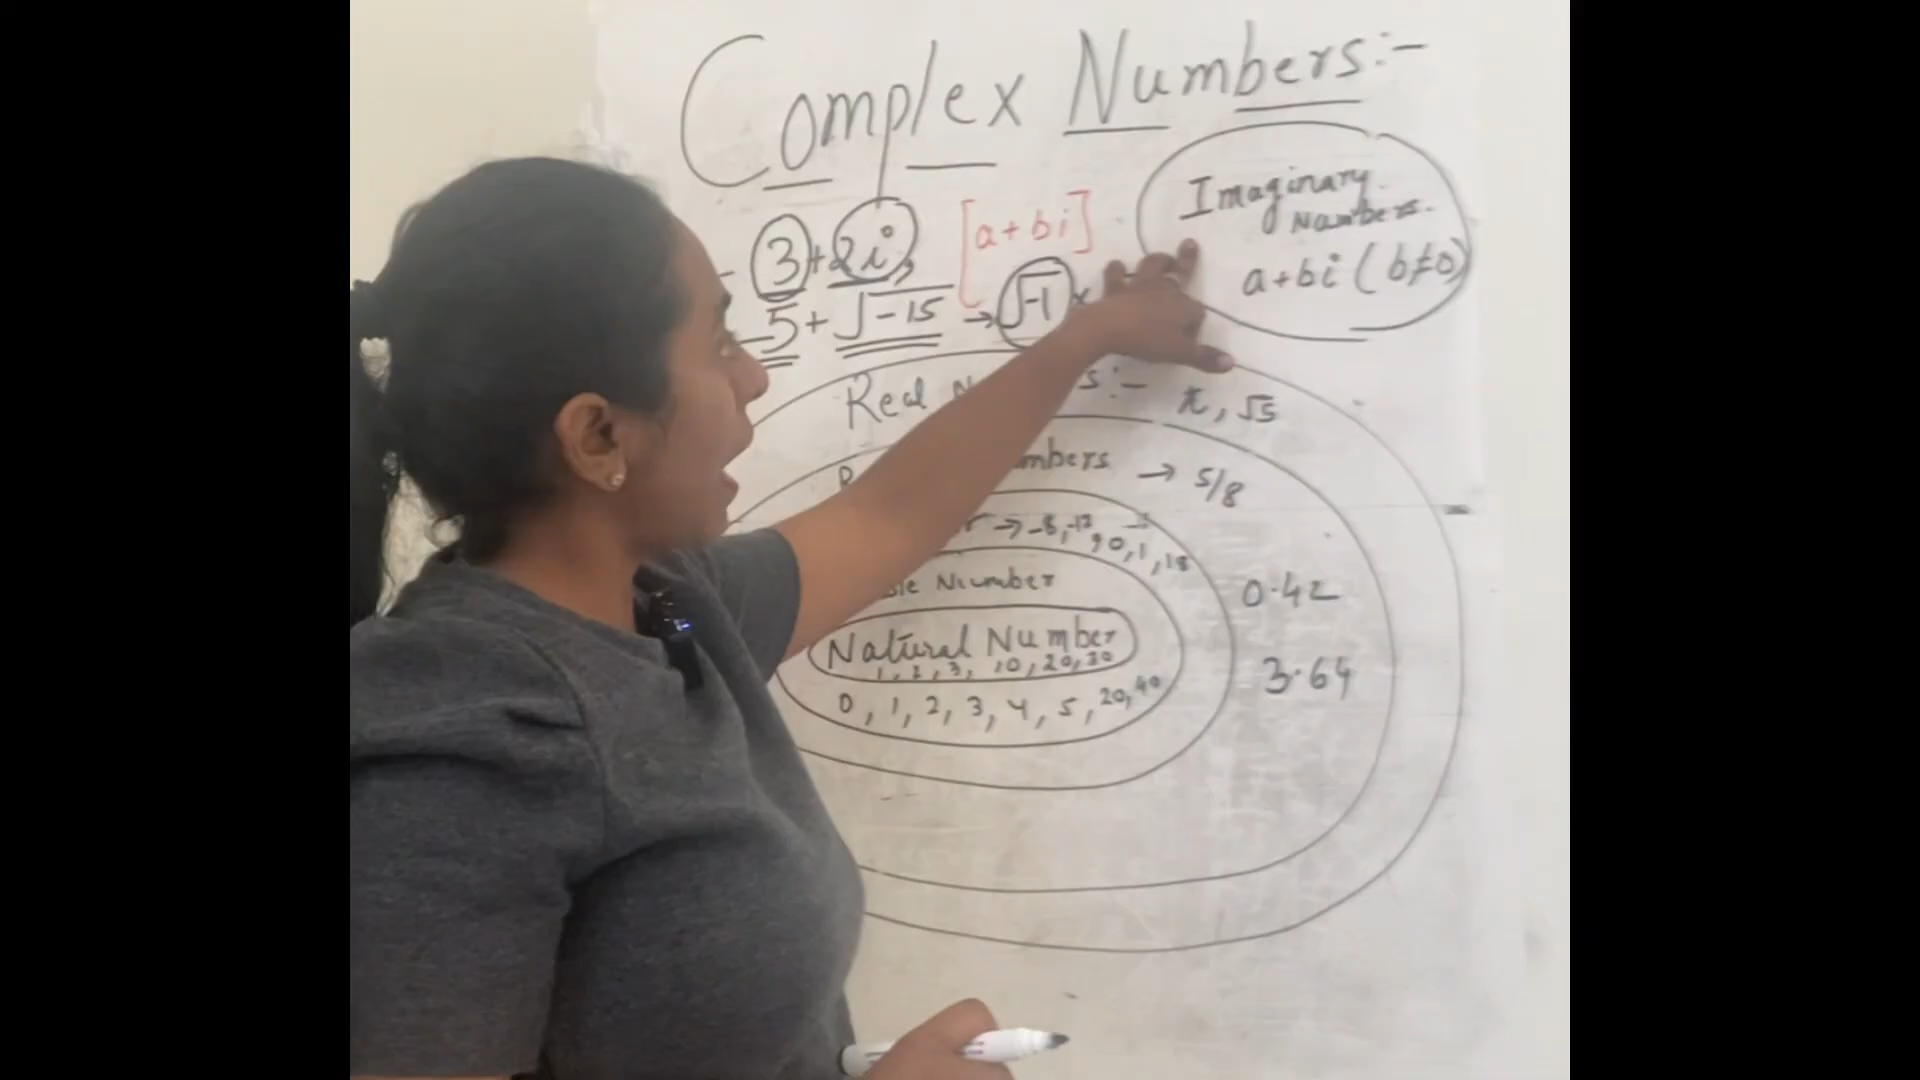 Complex Numbers:-
Imaginary
Numbers.
a+bi (b≠0)
- 3+2i, [a+bi]
5+√-15 → √-1 ×
Real :- π, √5
mbers → 5/8
→ -8, 90, 1, 18
Number
Natural Number
1, 2, 3, 10, 20, 30
0, 1, 2, 3, 4, 5, 20, 40
0.42
3.64